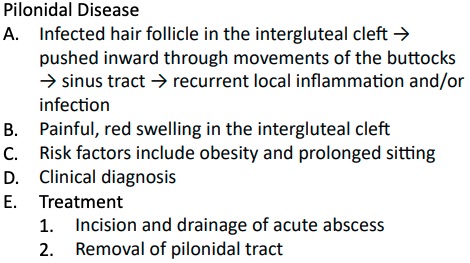 Pilonidal Disease
A. Infected hair follicle in the intergluteal cleft →
pushed inward through movements of the buttocks
→ sinus tract → recurrent local inflammation and/or
infection
B. Painful, red swelling in the intergluteal cleft
C. Risk factors include obesity and prolonged sitting
D. Clinical diagnosis
E. Treatment
1. Incision and drainage of acute abscess
2. Removal of pilonidal tract